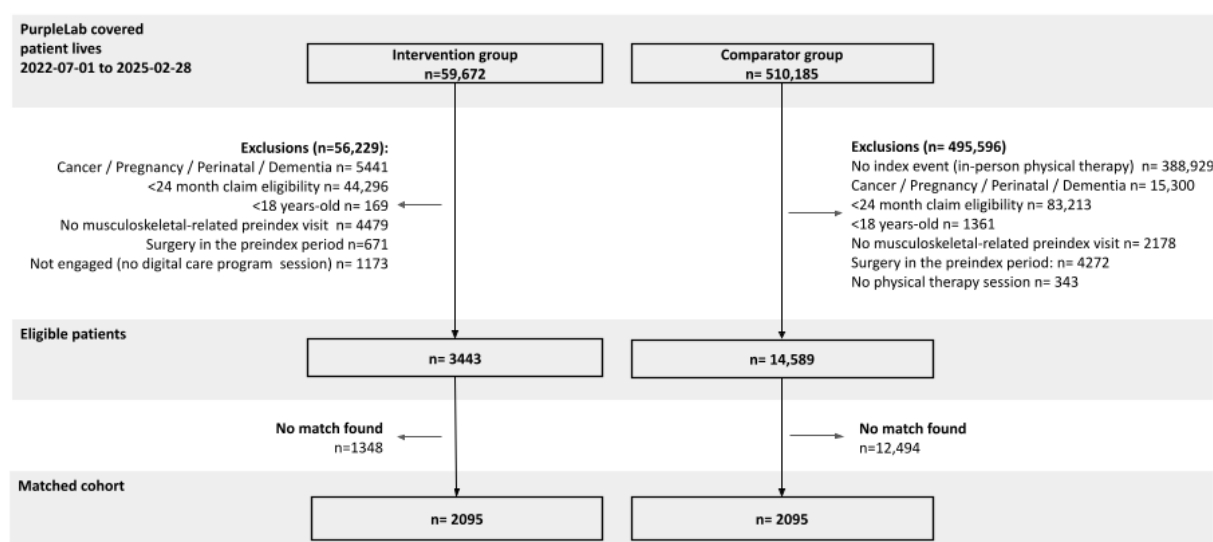 PurpleLab covered
patient lives
2022-07-01 to 2025-02-28
Intervention group
n=59,672
Comparator group
n= 510,185
Exclusions (n=56,229):
Cancer / Pregnancy / Perinatal / Dementia n= 5441
<24 month claim eligibility n= 44,296
<18 years-old n= 169
No musculoskeletal-related preindex visit  n= 4479
Surgery in the preindex period n=671
Not engaged (no digital care program  session) n= 1173
Exclusions (n= 495,596)
No index event (in-person physical therapy)  n= 388,929
Cancer / Pregnancy / Perinatal / Dementia n= 15,300
<24 month claim eligibility n= 83,213
<18 years-old n= 1361
No musculoskeletal-related preindex visit n= 2178
Surgery in the preindex period: n= 4272
No physical therapy session n= 343
Eligible patients
n= 3443
n= 14,589
No match found
n=1348
No match found
n=12,494
Matched cohort
n= 2095
n= 2095